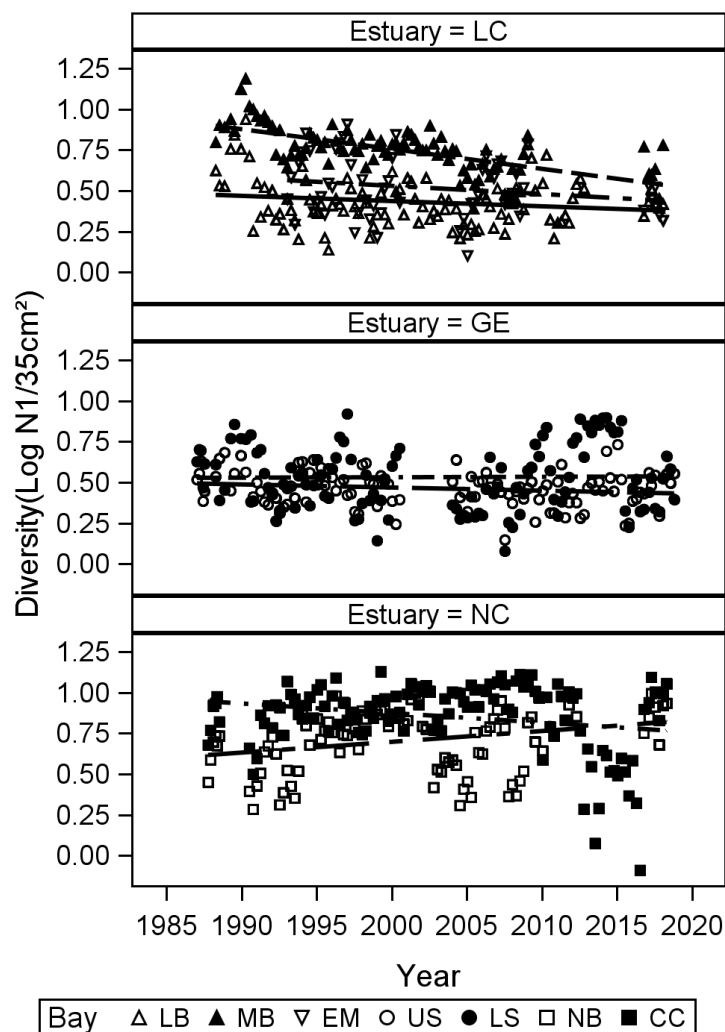 Estuary = LC
1.25
1.00
0.75
0.50
0.25
0.00
Estuary = GE
1.25
1.00
0.75
0.50
0.25
0.00
Estuary = NC
1.25
1.00
0.75
0.50
0.25
0.00
Diversity(Log N1/35cm²)
1985 1990 1995 2000 2005 2010 2015 2020
Year
Bay LB MB EM US LS NB CC